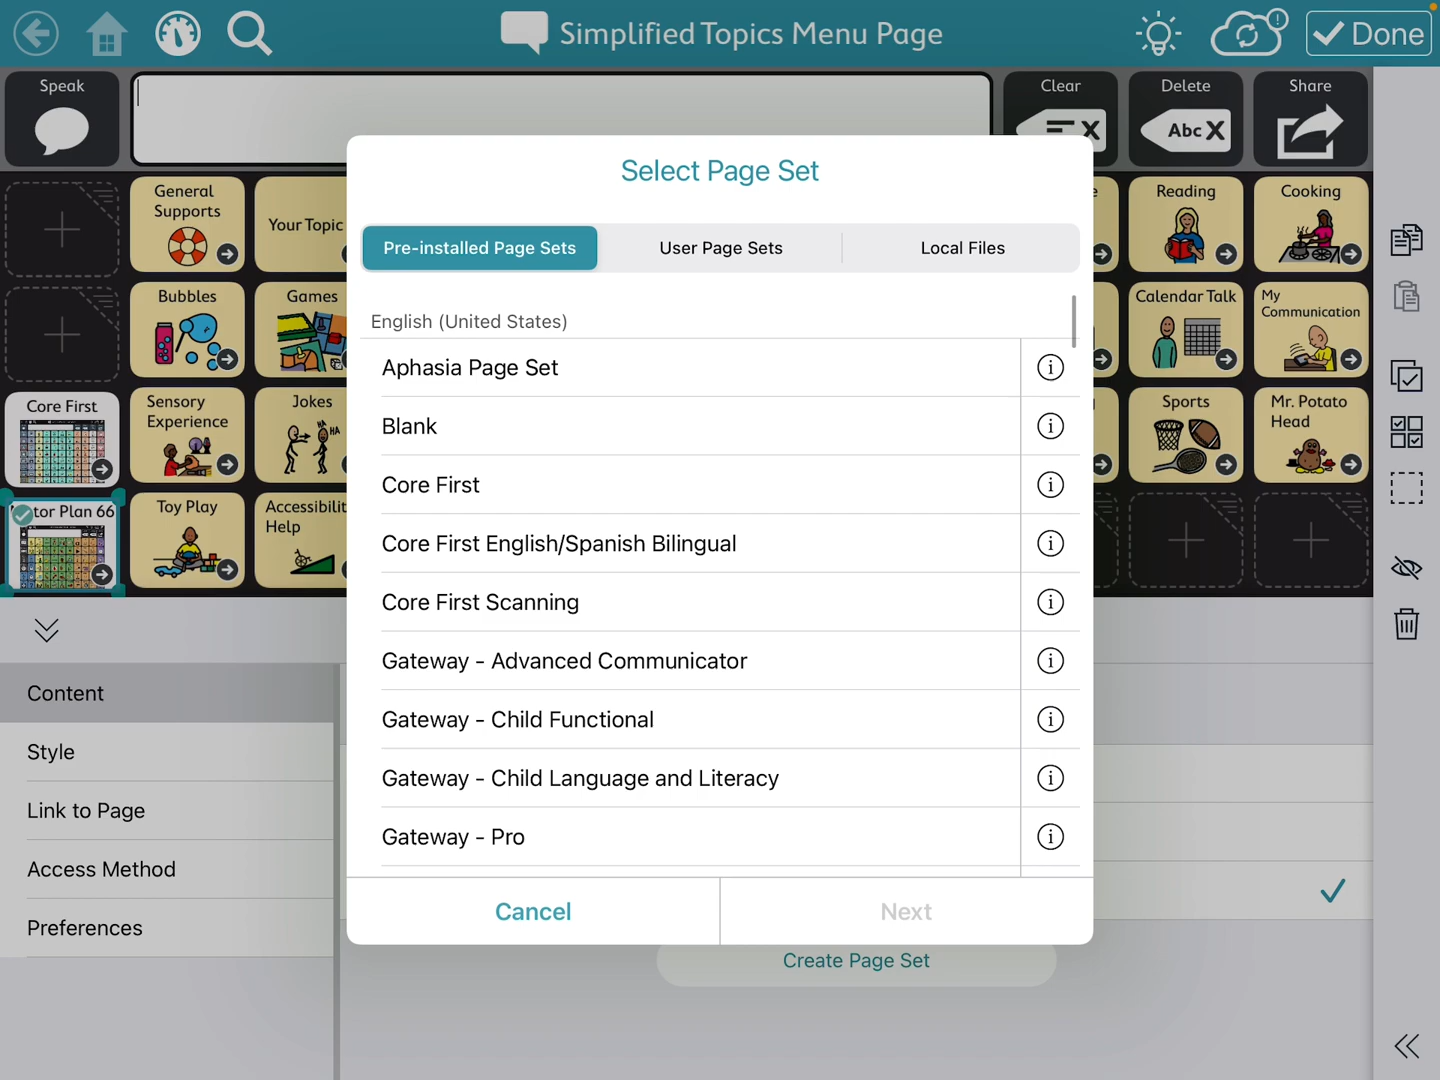 Simplified Topics Menu Page
Done
Speak
Clear
Delete
Abc X
Share
General
Supports
Your Topic
Reading
Cooking
Bubbles
Games
Calendar Talk
My
Communication
Core First
Sensory
Experience
Jokes
HA
HA
Sports
Mr. Potato
Head
tor Plan 66
Toy Play
Accessibilit
Help
Select Page Set
Pre-installed Page Sets
User Page Sets
Local Files
English (United States)
Aphasia Page Set
Blank
Core First
Core First English/Spanish Bilingual
Core First Scanning
Gateway - Advanced Communicator
Gateway - Child Functional
Gateway - Child Language and Literacy
Gateway - Pro
Cancel
Next
Content
Style
Link to Page
Access Method
Preferences
Create Page Set